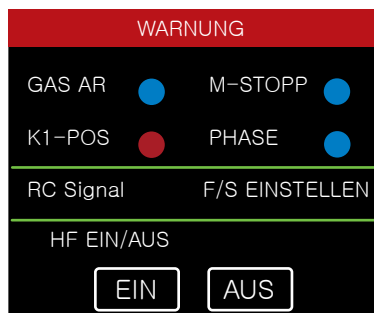 WARNUNG
GAS AR M-STOPP
K1-POS PHASE
RC Signal F/S EINSTELLEN
HF EIN/AUS
EIN AUS